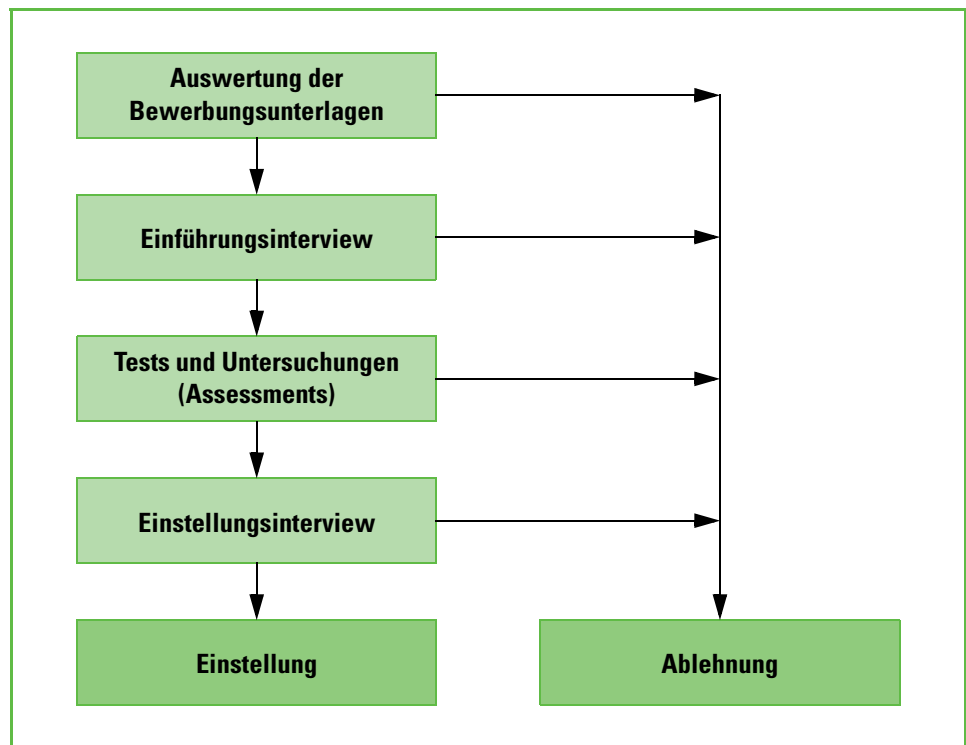 Auswertung der
Bewerbungsunterlagen
Einführungsinterview
Tests und Untersuchungen
(Assessments)
Einstellungsinterview
Einstellung
Ablehnung